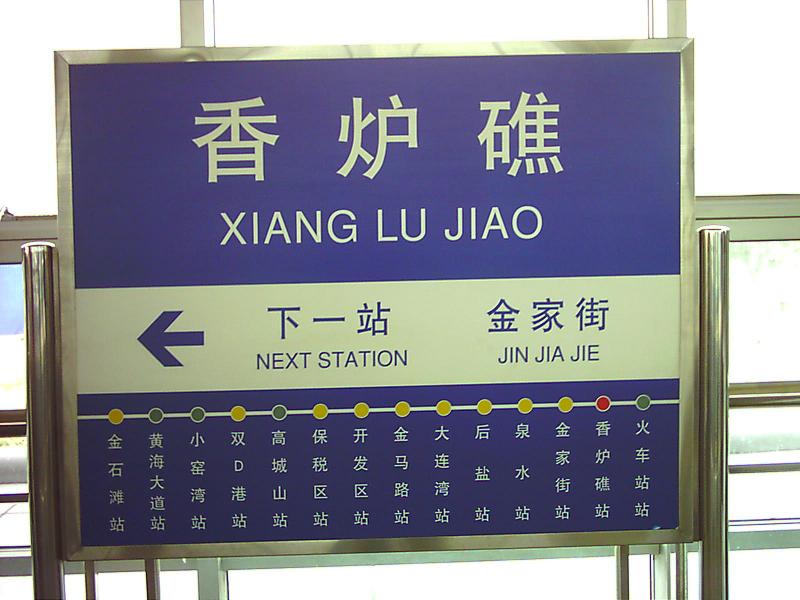 香炉礁
XIANG LU JIAO
下一站 金家街
NEXT STATION JIN JIA JIE
金石滩站
黄海大道站
小窑湾站
双D港站
高城山站
保税区站
开发区站
金马路站
大连湾站
后盐站
泉水站
金家街站
香炉礁站
火车站站